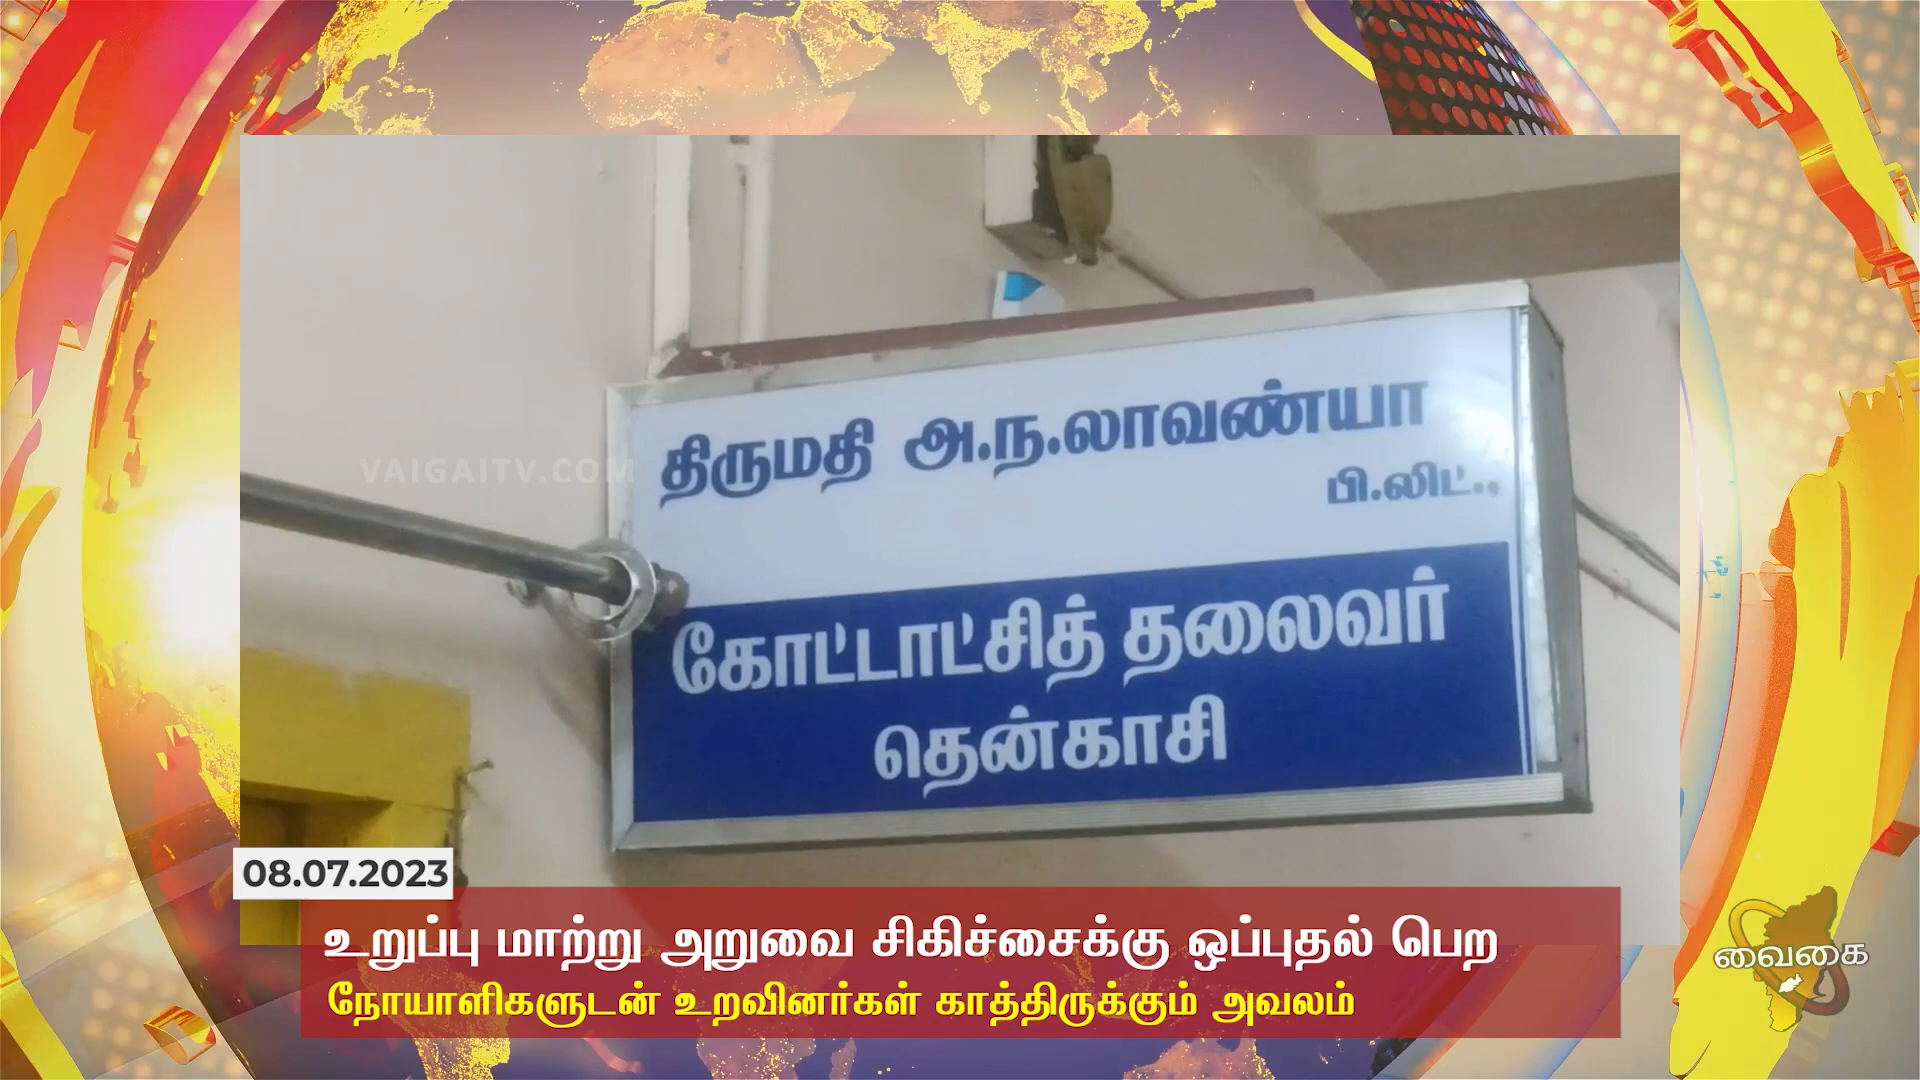 திருமதி அ.ந.லாவண்யா
பி.லிட்.,
VAIGAITV.COM
கோட்டாட்சித் தலைவர்
தென்காசி
08.07.2023
உறுப்பு மாற்று அறுவை சிகிச்சைக்கு ஒப்புதல் பெற
நோயாளிகளுடன் உறவினர்கள் காத்திருக்கும் அவலம்
வைகை